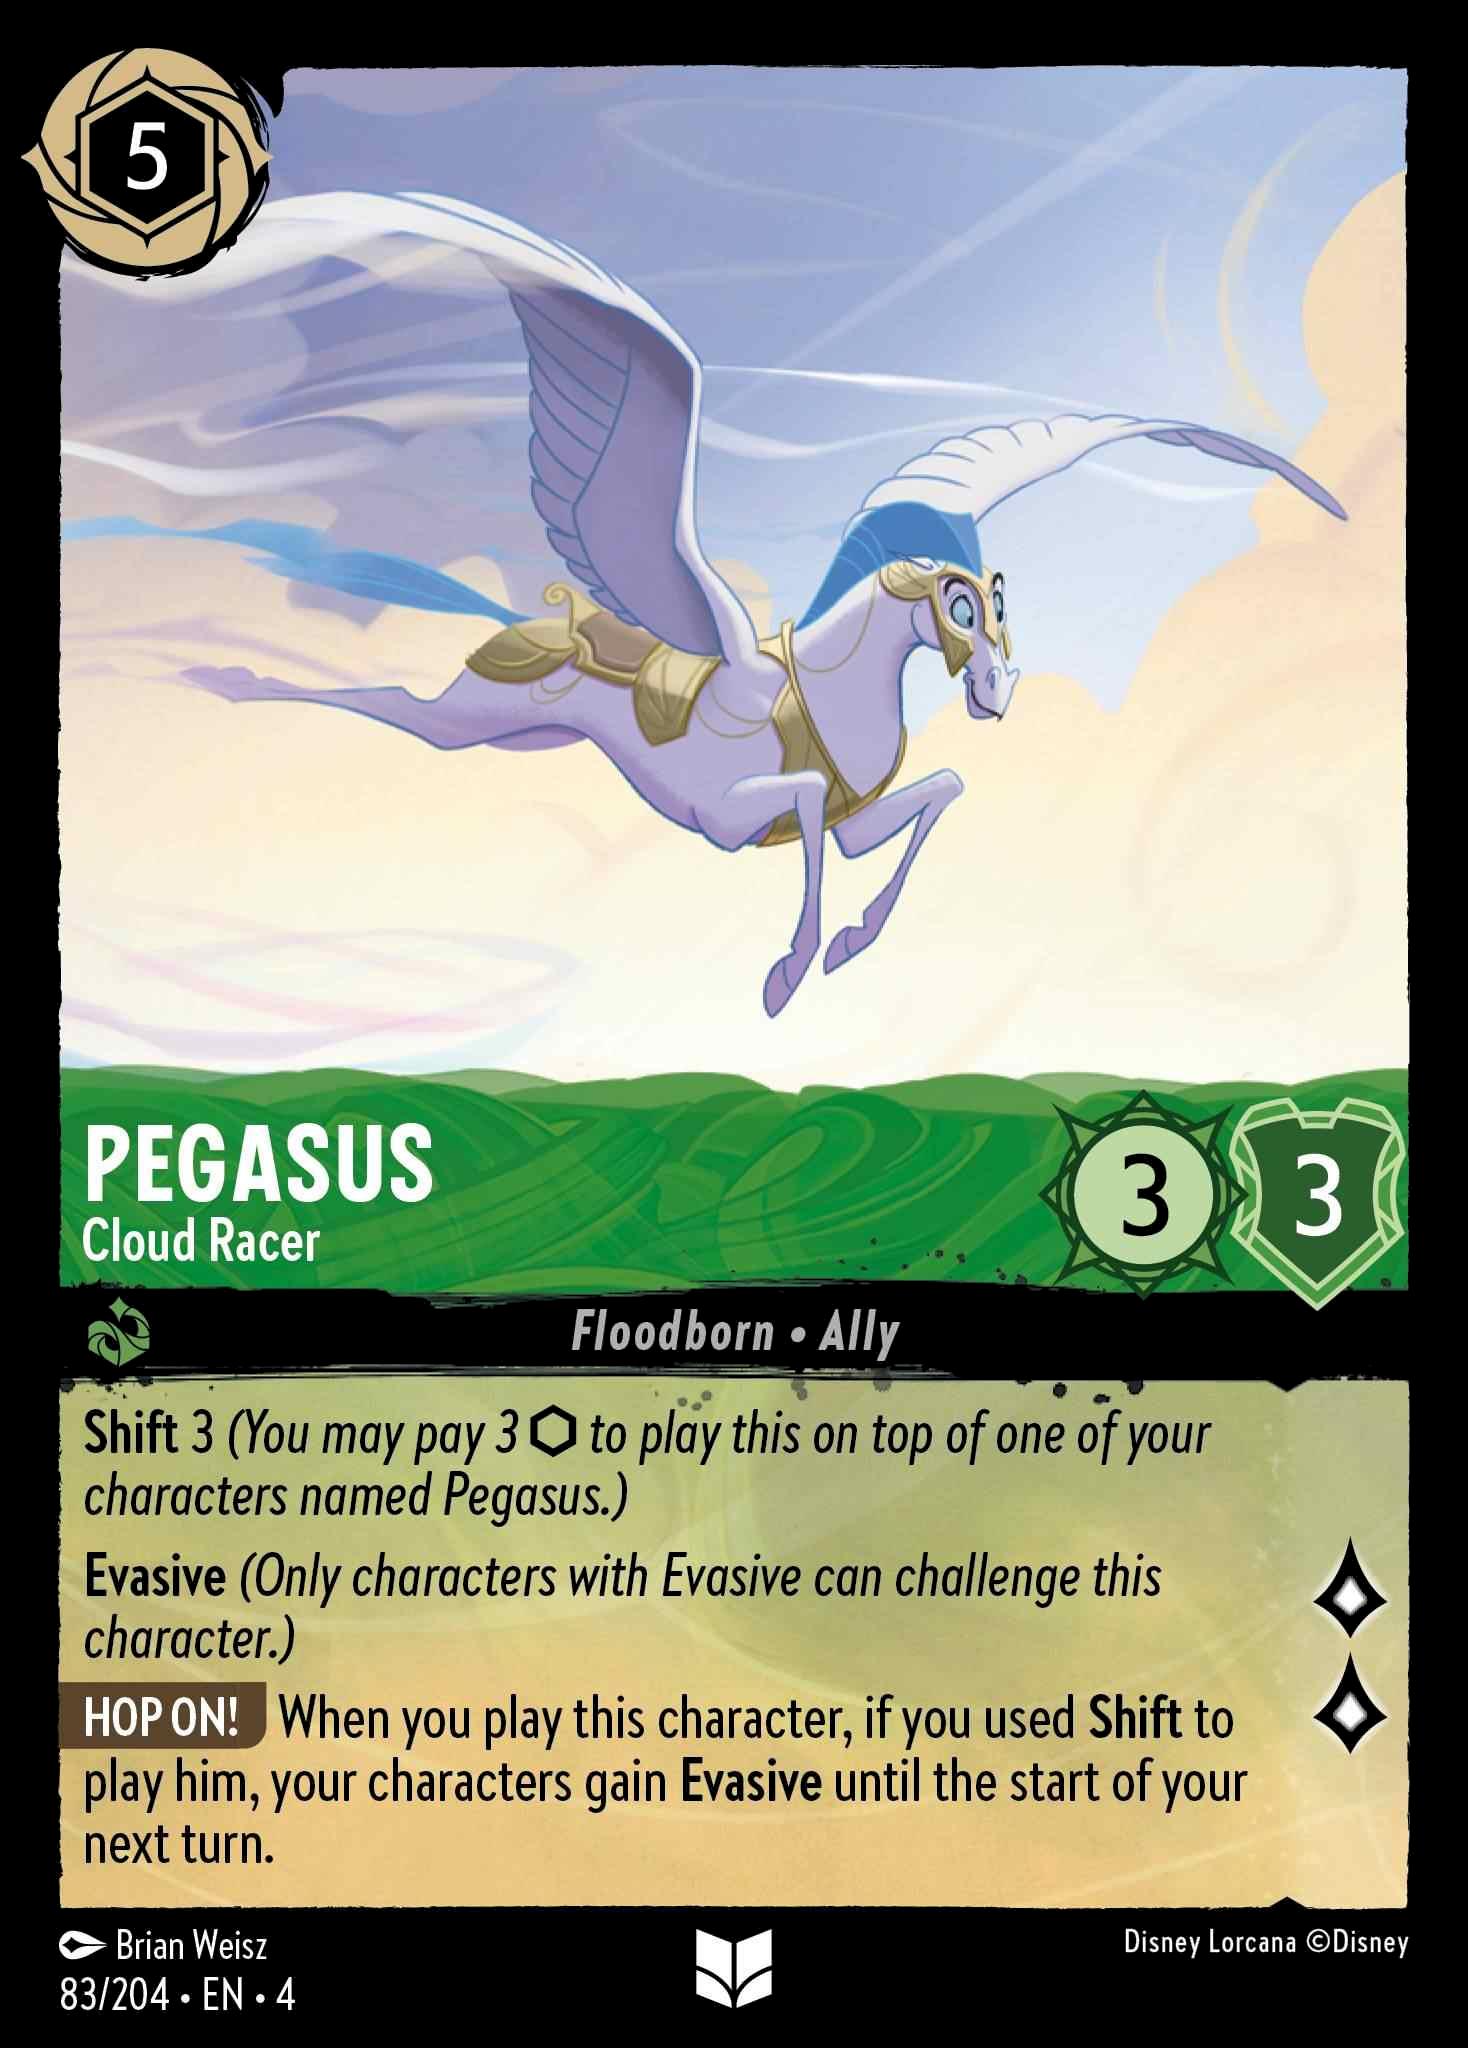 5
PEGASUS
Cloud Racer
3
3
Floodborn • Ally
Shift 3 (You may pay 3 ⬡ to play this on top of one of your
characters named Pegasus.)
Evasive (Only characters with Evasive can challenge this
character.)
HOP ON! When you play this character, if you used Shift to
play him, your characters gain Evasive until the start of your
next turn.
Brian Weisz
Disney Lorcana ©Disney
83/204 • EN • 4